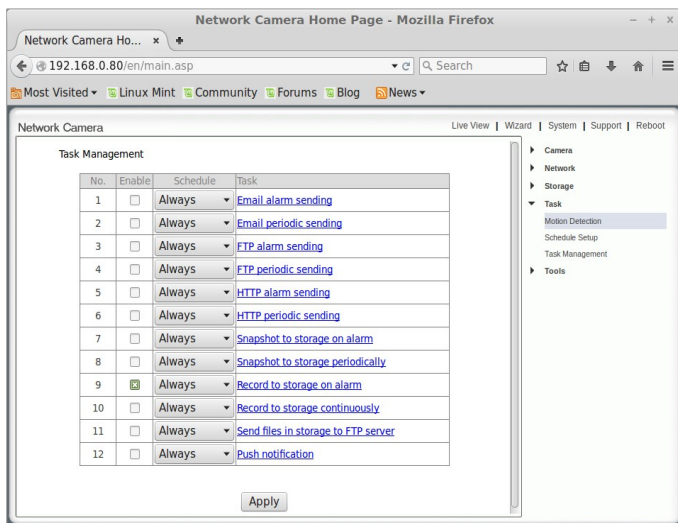 Network Camera Home Page - Mozilla Firefox
Network Camera Ho...
192.168.0.80/en/main.asp
Search
Most Visited Linux Mint Community Forums Blog News
Network Camera
Live View | Wizard | System | Support | Reboot
Task Management
No. Enable Schedule Task
1 Always Email alarm sending
2 Always Email periodic sending
3 Always FTP alarm sending
4 Always FTP periodic sending
5 Always HTTP alarm sending
6 Always HTTP periodic sending
7 Always Snapshot to storage on alarm
8 Always Snapshot to storage periodically
9 Always Record to storage on alarm
10 Always Record to storage continuously
11 Always Send files in storage to FTP server
12 Always Push notification
Apply
Camera
Network
Storage
Task
Motion Detection
Schedule Setup
Task Management
Tools